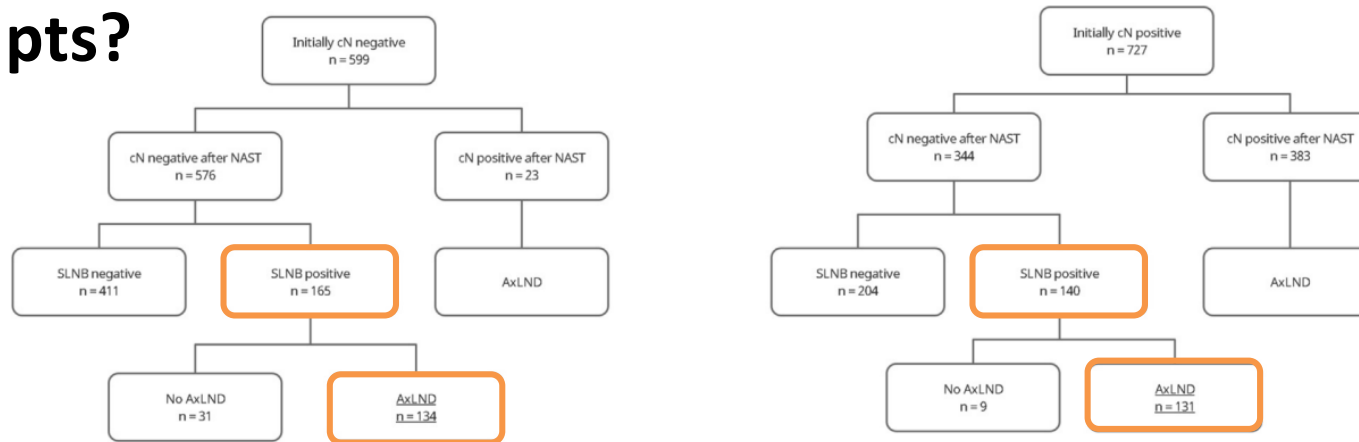 pts?
Initially cN negative
n = 599
cN negative after NAST
n = 576
cN positive after NAST
n = 23
SLNB negative
n = 411
SLNB positive
n = 165
AxLND
No AxLND
n = 31
AxLND
n = 134
Initially cN positive
n = 727
cN negative after NAST
n = 344
cN positive after NAST
n = 383
SLNB negative
n = 204
SLNB positive
n = 140
AxLND
No AxLND
n = 9
AxLND
n = 131